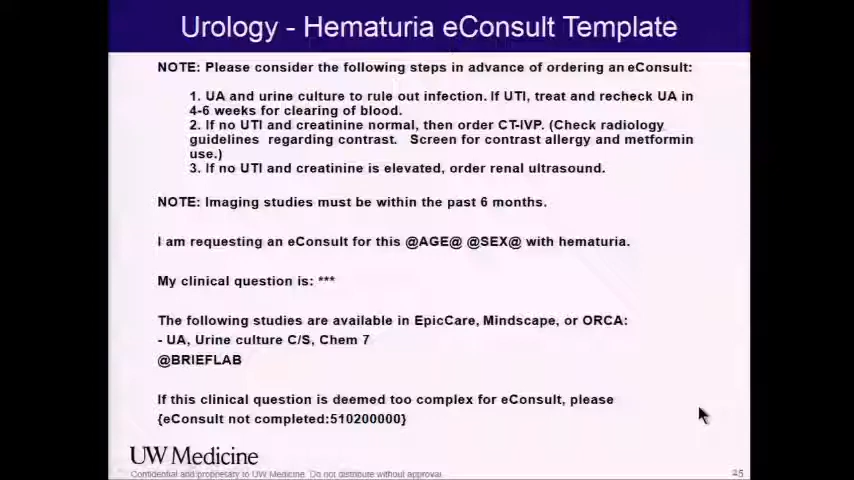 Urology - Hematuria eConsult Template
NOTE: Please consider the following steps in advance of ordering an eConsult:
1. UA and urine culture to rule out infection. If UTI, treat and recheck UA in
4-6 weeks for clearing of blood.
2. If no UTI and creatinine normal, then order CT-IVP. (Check radiology
guidelines regarding contrast. Screen for contrast allergy and metformin
use.)
3. If no UTI and creatinine is elevated, order renal ultrasound.
NOTE: Imaging studies must be within the past 6 months.
I am requesting an eConsult for this @AGE@ @SEX@ with hematuria.
My clinical question is: ***
The following studies are available in EpicCare, Mindscape, or ORCA:
- UA, Urine culture C/S, Chem 7
@BRIEFLAB
If this clinical question is deemed too complex for eConsult, please
{eConsult not completed:510200000}
UW Medicine
Confidential and proprietary to UW Medicine. Do not distribute without approval.
25